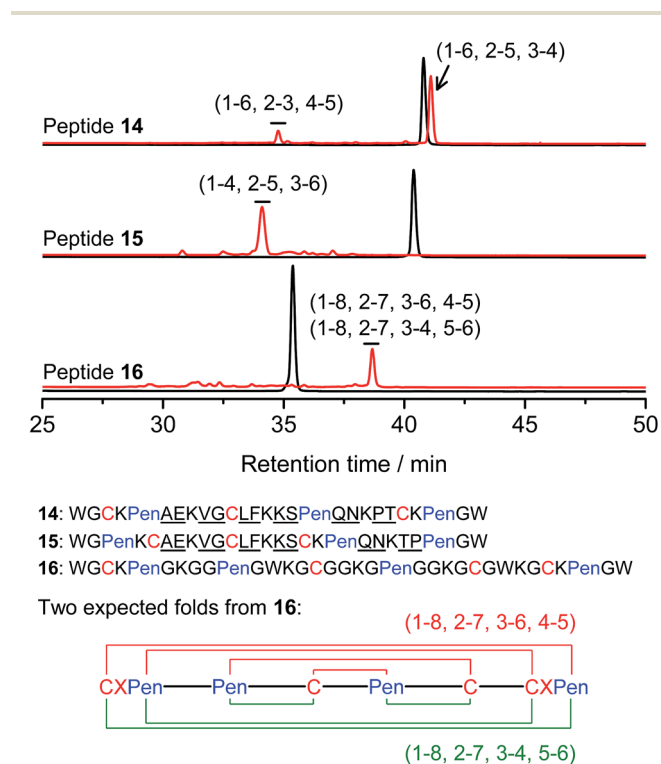 (1-6, 2-5, 3-4)
(1-6, 2-3, 4-5)
Peptide 14
(1-4, 2-5, 3-6)
Peptide 15
(1-8, 2-7, 3-6, 4-5)
(1-8, 2-7, 3-4, 5-6)
Peptide 16
25 30 35 40 45 50
Retention time / min
14: WGCKPenAEKVGCLFKKSPenQNKPTCKPenGW
15: WGPenKCAEKVGCLFKKSCKPenQNKTPPenGW
16: WGCKPenGKGGPenGWKGCGGKGPenGGKGCGWKGCKPenGW
Two expected folds from 16:
(1-8, 2-7, 3-6, 4-5)
CXPen Pen C Pen C CXPen
(1-8, 2-7, 3-4, 5-6)